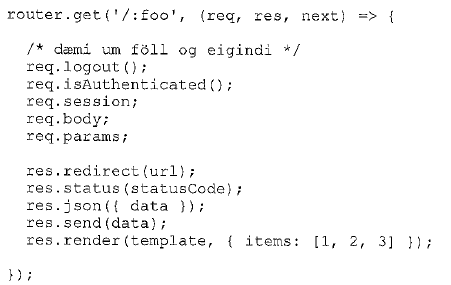 router.get('/:foo', (req, res, next) => {
/* dæmi um föll og eigindi */
req.logout();
req.isAuthenticated();
req.session;
req.body;
req.params;
res.redirect(url);
res.status(statusCode);
res.json({ data });
res.send(data);
res.render(template, { items: [1, 2, 3] });
});